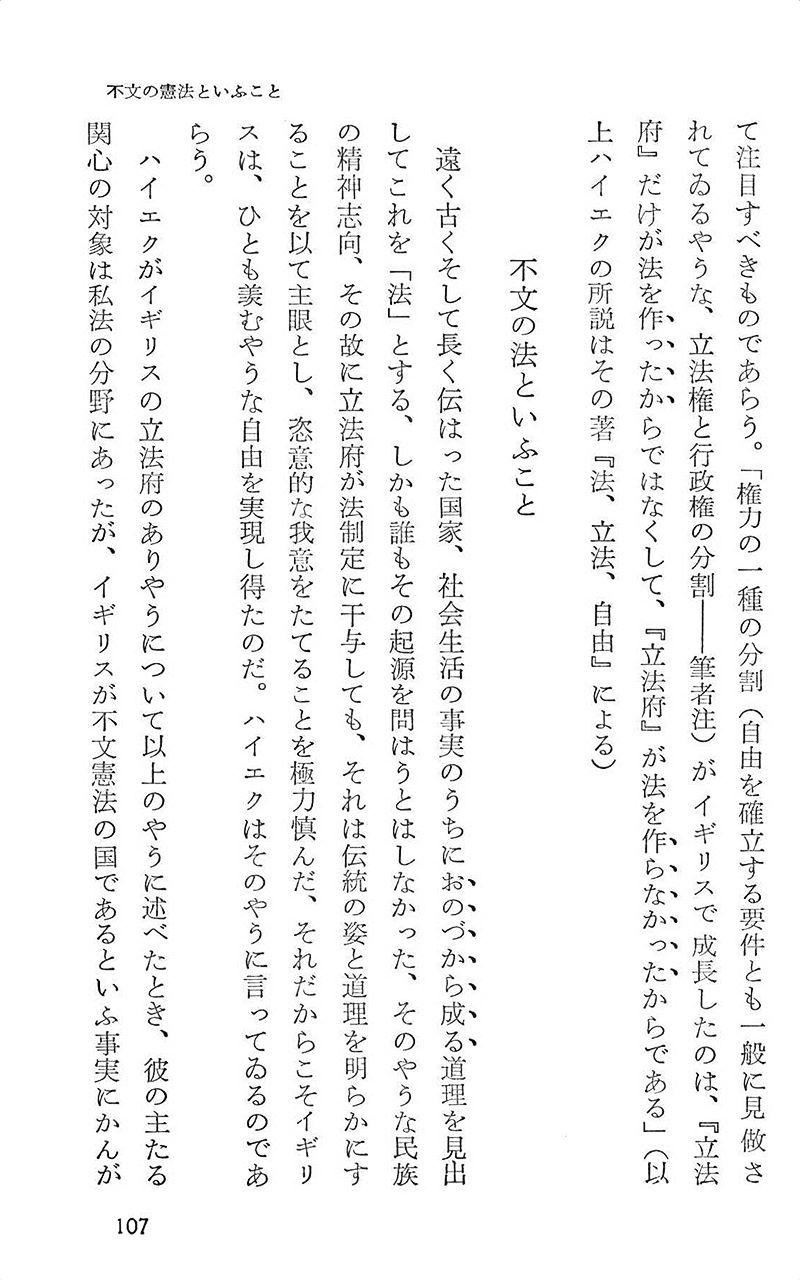 不文の憲法といふこと
て注目すべきものであらう。「権力の一種の分割（自由を確立する要件とも一般に見做さ
れてゐるやうな、立法権と行政権の分割――筆者注）がイギリスで成長したのは、『立法
府』だけが法を作ったからではなくして、『立法府』が法を作らなかったからである」（以
上ハイエクの所説はその著『法、立法、自由』による）
不文の法といふこと
遠く古くそして長く伝はった国家、社会生活の事実のうちにおのづから成る道理を見出
してこれを「法」とする、しかも誰もその起源を問はうとはしなかった、そのやうな民族
の精神志向、その故に立法府が法制定に干与しても、それは伝統の姿と道理を明らかにす
ることを以て主眼とし、恣意的な我意をたてることを極力慎んだ、それだからこそイギリ
スは、ひとも羨むやうな自由を実現し得たのだ。ハイエクはそのやうに言ってゐるのであ
らう。
ハイエクがイギリスの立法府のありやうについて以上のやうに述べたとき、彼の主たる
関心の対象は私法の分野にあったが、イギリスが不文憲法の国であるといふ事実にかんが
107